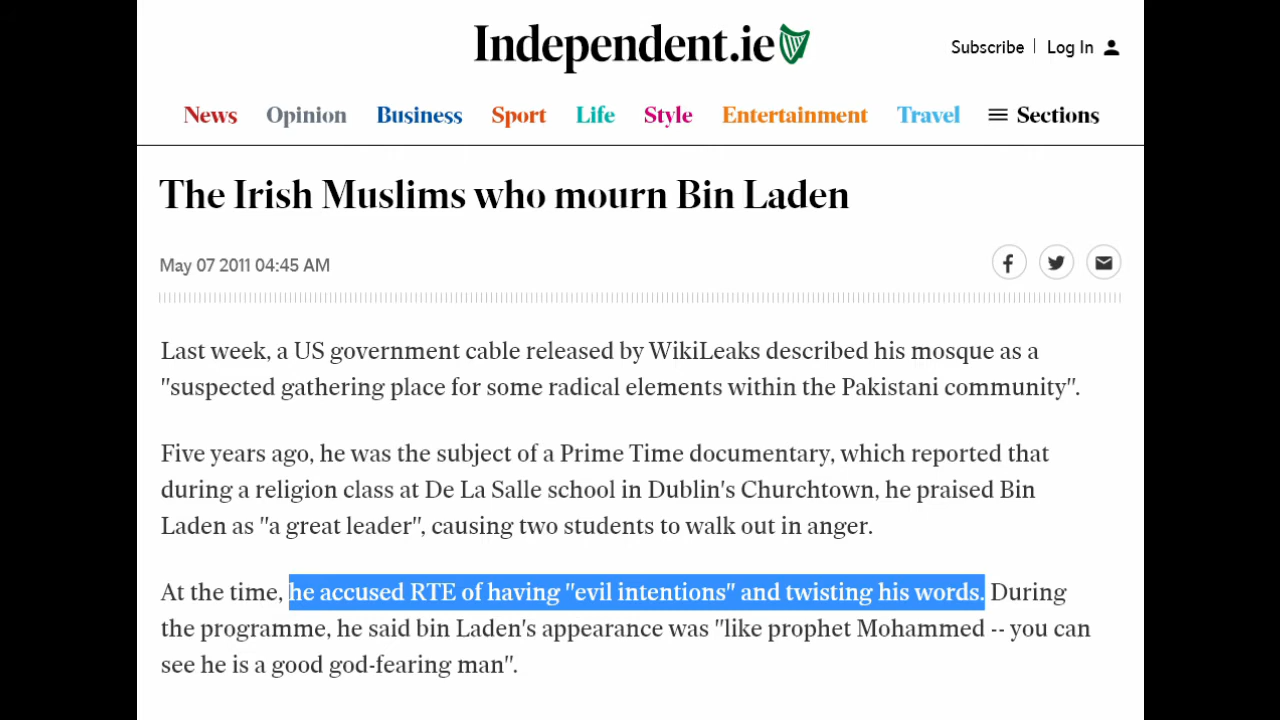 Independent.ie
Subscribe | Log In
News Opinion Business Sport Life Style Entertainment Travel Sections
The Irish Muslims who mourn Bin Laden
May 07 2011 04:45 AM
Last week, a US government cable released by WikiLeaks described his mosque as a
"suspected gathering place for some radical elements within the Pakistani community".
Five years ago, he was the subject of a Prime Time documentary, which reported that
during a religion class at De La Salle school in Dublin's Churchtown, he praised Bin
Laden as "a great leader", causing two students to walk out in anger.
At the time, he accused RTE of having "evil intentions" and twisting his words. During
the programme, he said bin Laden's appearance was "like prophet Mohammed -- you can
see he is a good god-fearing man".